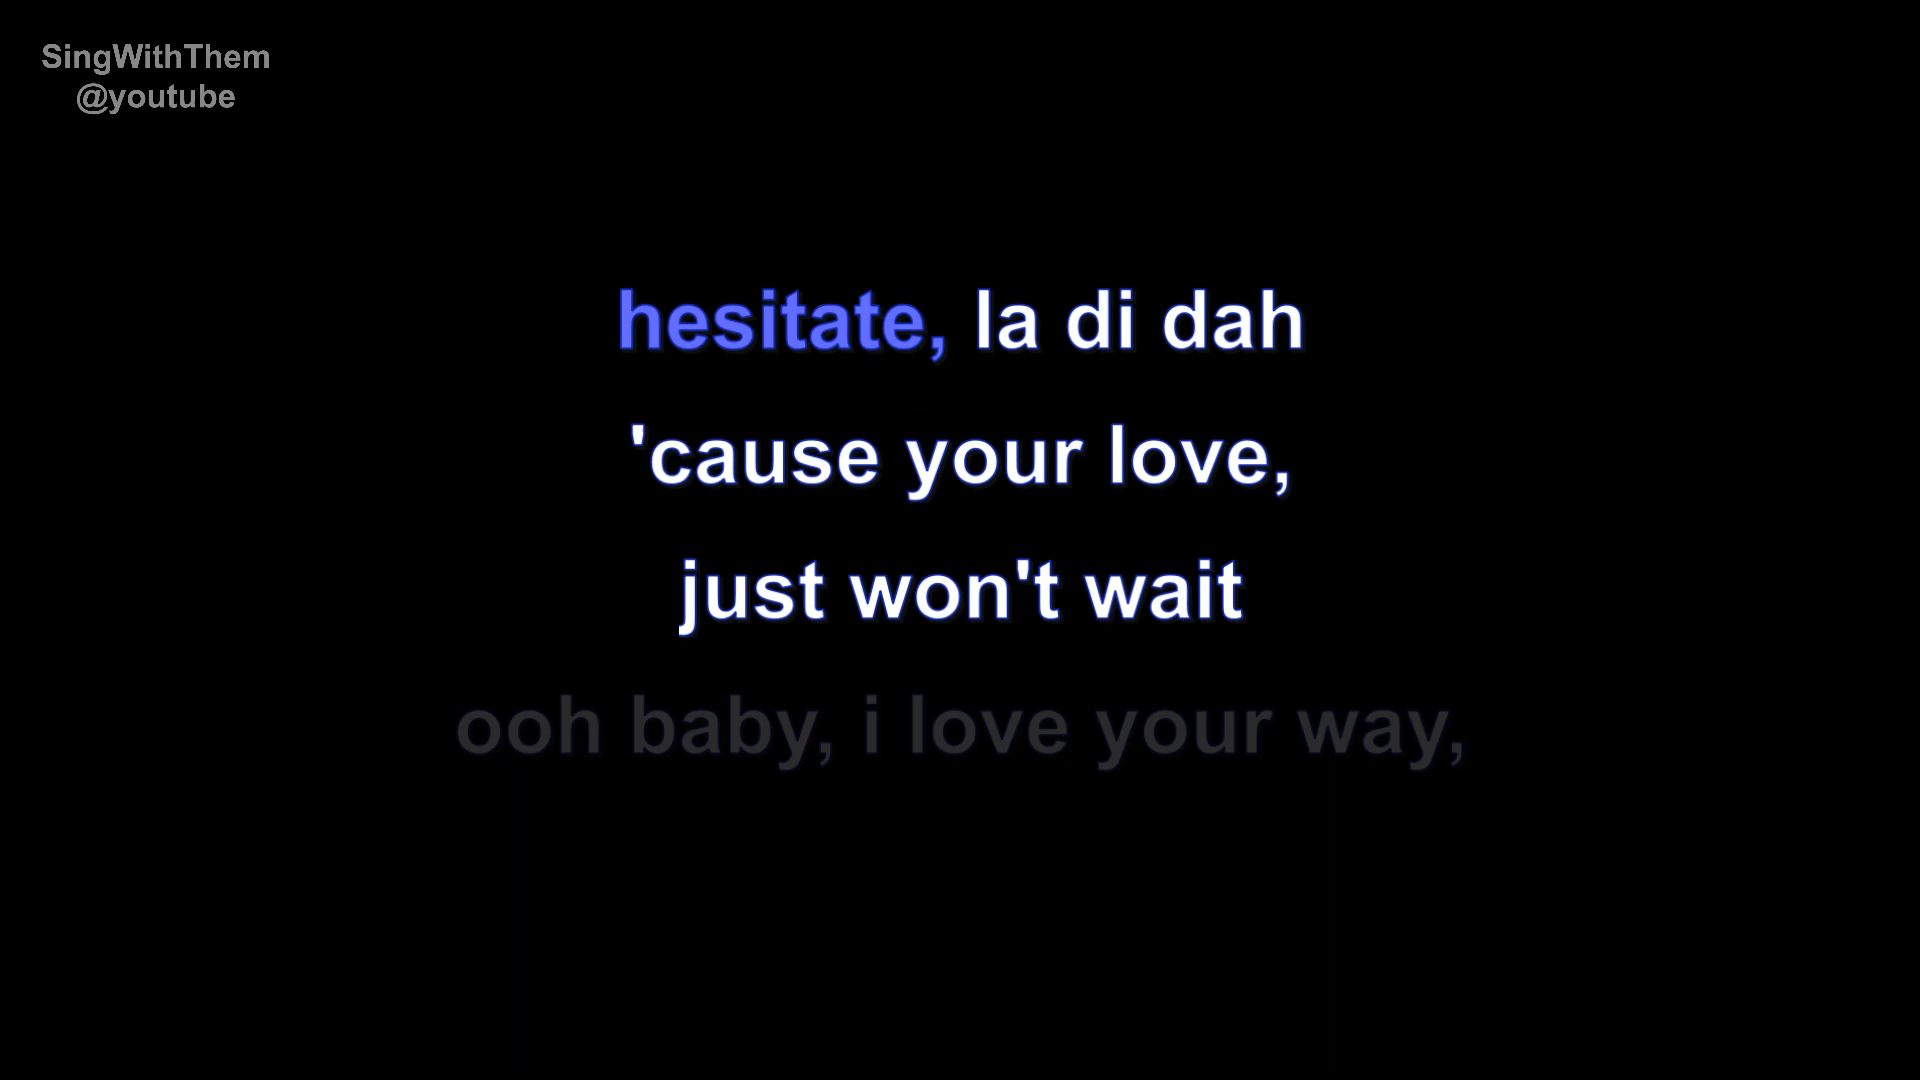 SingWithThem
@youtube
hesitate, la di dah
'cause your love,
just won't wait
ooh baby, i love your way,